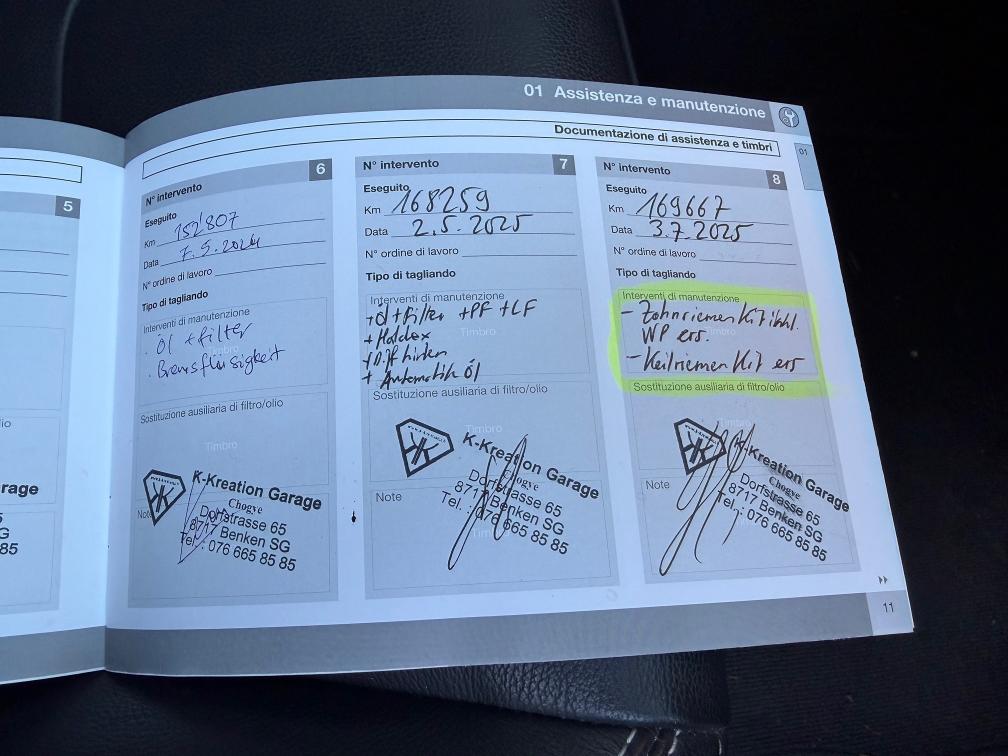 01 Assistenza e manutenzione
Documentazione di assistenza e timbri
01
5
rage
85
N° intervento 6
Eseguito
Km 152'807
Data 7.5.2024
N° ordine di lavoro
Tipo di tagliando
Interventi di manutenzione
. Öl + filter
. Bremsflüssigkeit
Sostituzione ausiliaria di filtro/olio
Timbro
Note
K-Kreation Garage
Chogye
Dorfstrasse 65
8717 Benken SG
Tel.: 076 665 85 85
N° intervento 7
Eseguito
Km 168259
Data 2.5.2025
N° ordine di lavoro
Tipo di tagliando
Interventi di manutenzione
+ Öl + Filter + PF + LF
Timbro
+ Haldex
+ Diff hinten
+ Automatik Öl
Sostituzione ausiliaria di filtro/olio
Timbro
Note
K-Kreation Garage
Chogye
Dorfstrasse 65
8717 Benken SG
Tel.: 076 665 85 85
N° intervento 8
Eseguito
Km 169667
Data 3.7.2025
N° ordine di lavoro
Tipo di tagliando
Interventi di manutenzione
- Zahnriemen Kit inkl.
WP ers.
- Keilriemen Kit ers
Sostituzione ausiliaria di filtro/olio
Timbro
Note
K-Kreation Garage
Chogye
Dorfstrasse 65
8717 Benken SG
Tel.: 076 665 85 85
11